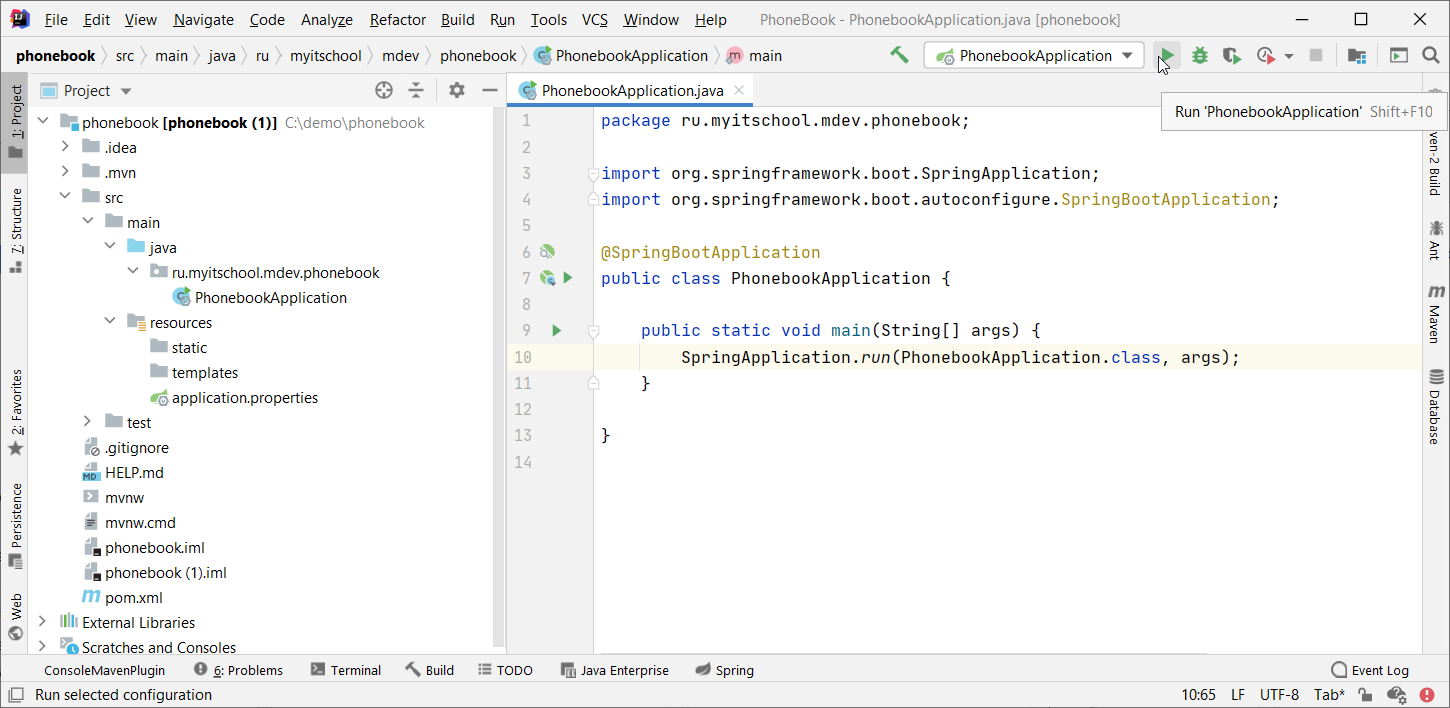 File Edit View Navigate Code Analyze Refactor Build Run Tools VCS Window Help PhoneBook - PhonebookApplication.java [phonebook]
phonebook src main java ru myitschool mdev phonebook PhonebookApplication main PhonebookApplication
Project
PhonebookApplication.java
Run 'PhonebookApplication' Shift+F10
1: Project
7: Structure
2: Favorites
Persistence
Web
phonebook [phonebook (1)] C:\demo\phonebook
.idea
.mvn
src
main
java
ru.myitschool.mdev.phonebook
PhonebookApplication
resources
static
templates
application.properties
test
.gitignore
HELP.md
mvnw
mvnw.cmd
phonebook.iml
phonebook (1).iml
pom.xml
External Libraries
Scratches and Consoles
1 package ru.myitschool.mdev.phonebook;
2
3 import org.springframework.boot.SpringApplication;
4 import org.springframework.boot.autoconfigure.SpringBootApplication;
5
6 @SpringBootApplication
7 public class PhonebookApplication {
8
9 public static void main(String[] args) {
10 SpringApplication.run(PhonebookApplication.class, args);
11 }
12
13 }
14
ven-2 Build
Ant
Maven
Database
ConsoleMavenPlugin 6: Problems Terminal Build TODO Java Enterprise Spring Event Log
Run selected configuration 10:65 LF UTF-8 Tab*